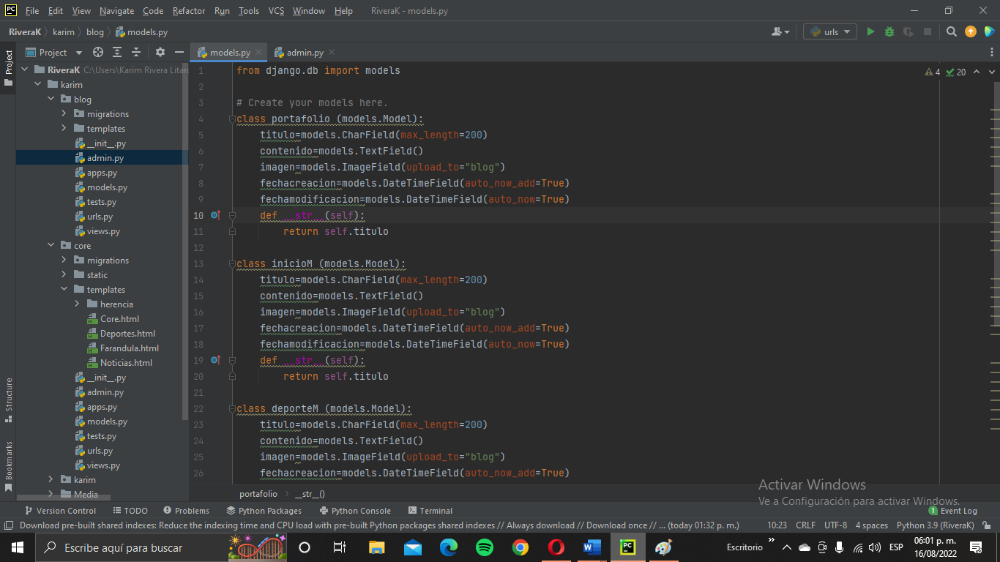 PC File Edit View Navigate Code Refactor Run Tools VCS Window Help RiveraK - models.py
RiveraK karim blog models.py urls
Project models.py admin.py
Project
RiveraK C:\Users\Karim Rivera Litar
karim
blog
migrations
templates
__init__.py
admin.py
apps.py
models.py
tests.py
urls.py
views.py
core
migrations
static
templates
herencia
Core.html
Deportes.html
Farandula.html
Noticias.html
__init__.py
admin.py
apps.py
models.py
tests.py
urls.py
views.py
karim
Media
Structure
Bookmarks
4 20
1 from django.db import models
2
3 # Create your models here.
4 class portafolio (models.Model):
5 titulo=models.CharField(max_length=200)
6 contenido=models.TextField()
7 imagen=models.ImageField(upload_to="blog")
8 fechacreacion=models.DateTimeField(auto_now_add=True)
9 fechamodificacion=models.DateTimeField(auto_now=True)
10 def __str__(self):
11 return self.titulo
12
13 class inicioM (models.Model):
14 titulo=models.CharField(max_length=200)
15 contenido=models.TextField()
16 imagen=models.ImageField(upload_to="blog")
17 fechacreacion=models.DateTimeField(auto_now_add=True)
18 fechamodificacion=models.DateTimeField(auto_now=True)
19 def __str__(self):
20 return self.titulo
21
22 class deporteM (models.Model):
23 titulo=models.CharField(max_length=200)
24 contenido=models.TextField()
25 imagen=models.ImageField(upload_to="blog")
26 fechacreacion=models.DateTimeField(auto_now_add=True)
portafolio __str__()
Activar Windows
Ve a Configuración para activar Windows.
Version Control TODO Problems Python Packages Python Console Terminal 1 Event Log
Download pre-built shared indexes: Reduce the indexing time and CPU load with pre-built Python packages shared indexes // Always download // Download once // ... (today 01:32 p. m.) 10:23 CRLF UTF-8 4 spaces Python 3.9 (RiveraK)
Escribe aquí para buscar Escritorio ESP 06:01 p. m.
16/08/2022